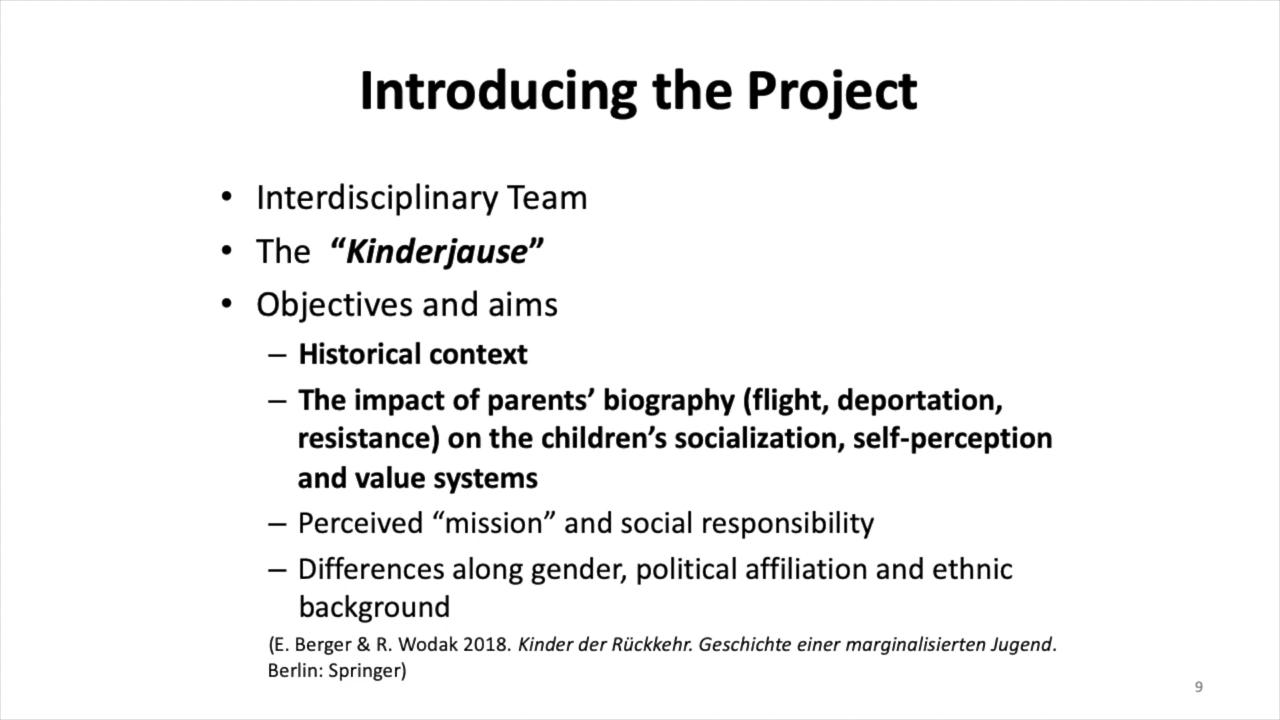 Introducing the Project
• Interdisciplinary Team
• The “Kinderjause”
• Objectives and aims
– Historical context
– The impact of parents’ biography (flight, deportation,
resistance) on the children’s socialization, self-perception
and value systems
– Perceived “mission” and social responsibility
– Differences along gender, political affiliation and ethnic
background
(E. Berger & R. Wodak 2018. Kinder der Rückkehr. Geschichte einer marginalisierten Jugend.
Berlin: Springer)
9